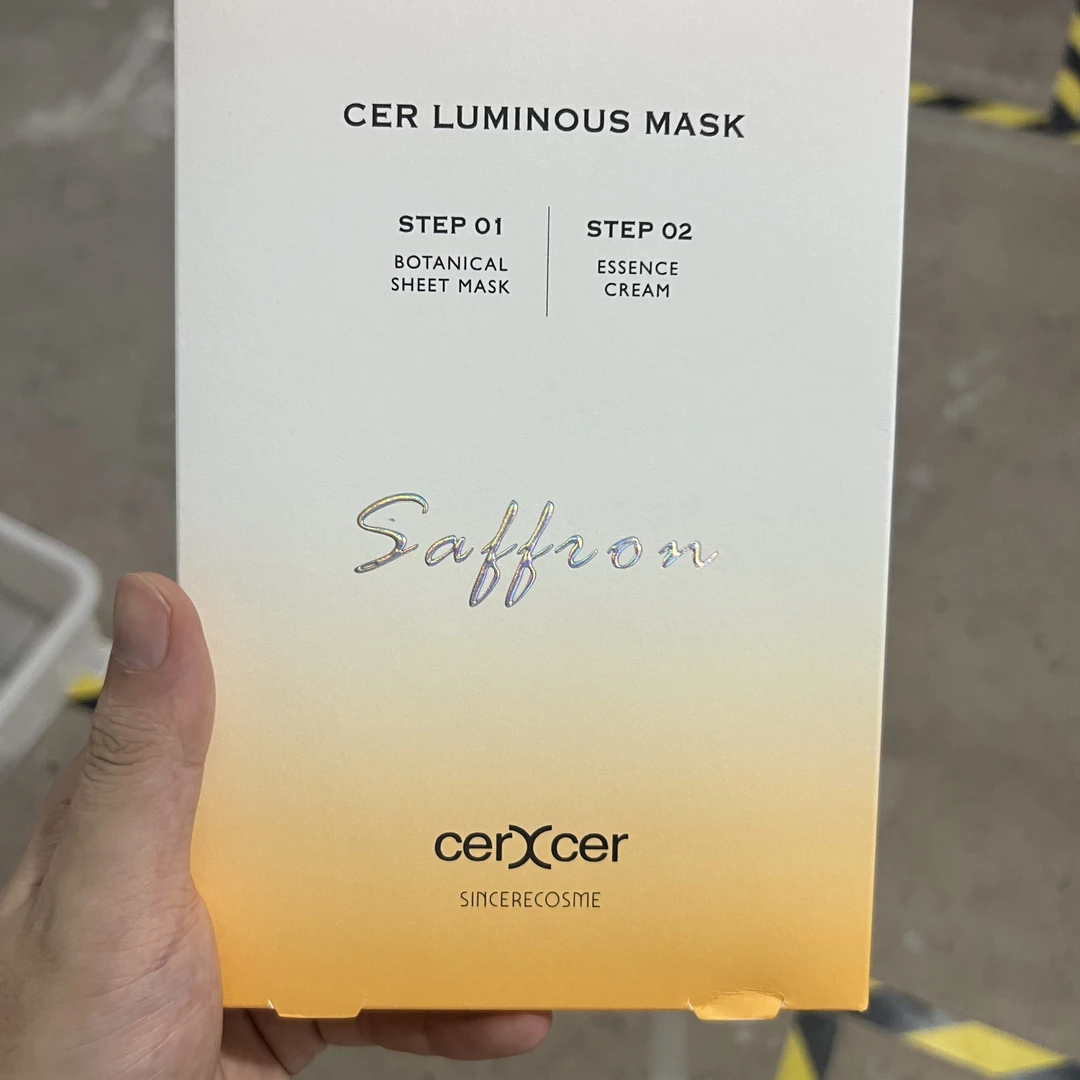 CER LUMINOUS MASK
STEP 01
BOTANICAL
SHEET MASK
STEP 02
ESSENCE
CREAM
Saffron
cerXcer
SINCERECOSME